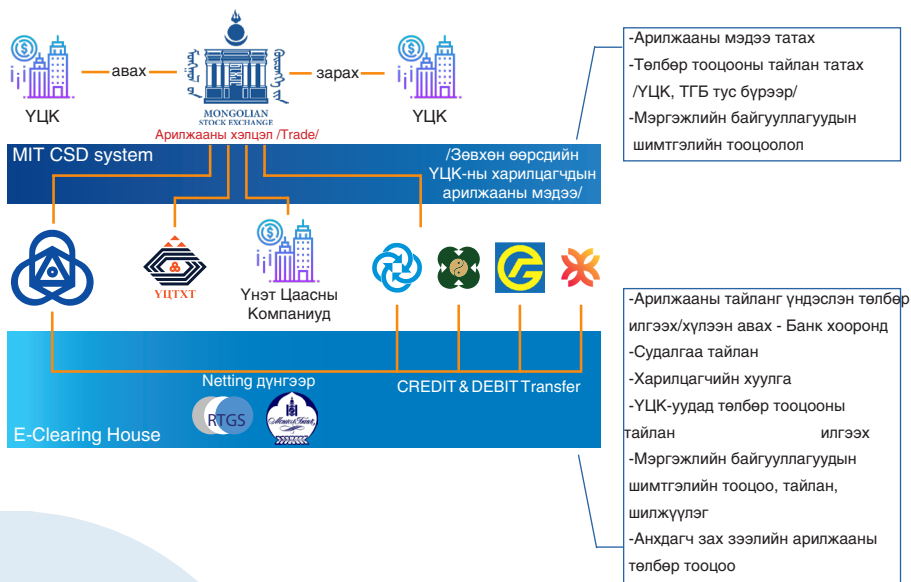 ҮЦК
авах
MONGOLIAN
STOCK EXCHANGE
зарах
ҮЦК
Арилжааны хэлцэл /Trade/
-Арилжааны мэдээ татах
-Төлбөр тооцооны тайлан татах
/ҮЦК, ТГБ тус бүрээр/
-Мэргэжлийн байгууллагуудын
шимтгэлийн тооцоолол
MIT CSD system
/Зөвхөн өөрсдийн
ҮЦК-ны харилцагчдын
арилжааны мэдээ/
ҮЦТХТ
Үнэт Цаасны
Компаниуд
Netting дүнгээр
CREDIT & DEBIT Transfer
RTGS
E-Clearing House
-Арилжааны тайланг үндэслэн төлбөр
илгээх/хүлээн авах - Банк хооронд
-Судалгаа тайлан
-Харилцагчийн хуулга
-ҮЦК-уудад төлбөр тооцооны
тайлан илгээх
-Мэргэжлийн байгууллагуудын
шимтгэлийн тооцоо, тайлан,
шилжүүлэг
-Анхдагч зах зээлийн арилжааны
төлбөр тооцоо